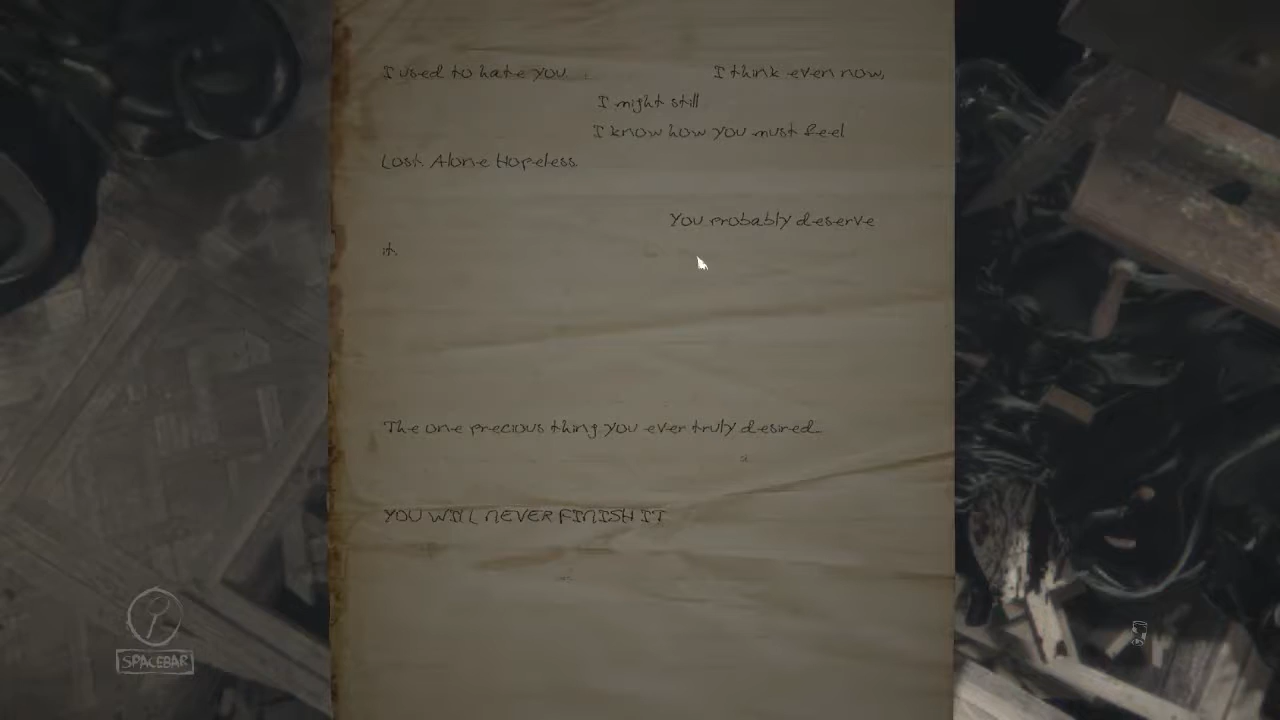 I used to hate you. I think even now,
I might still
I know how you must feel
Lost. Alone Hopeless.
You probably deserve
it.
The one precious thing you ever truly desired.
YOU WILL NEVER FINISH IT
SPACEBAR